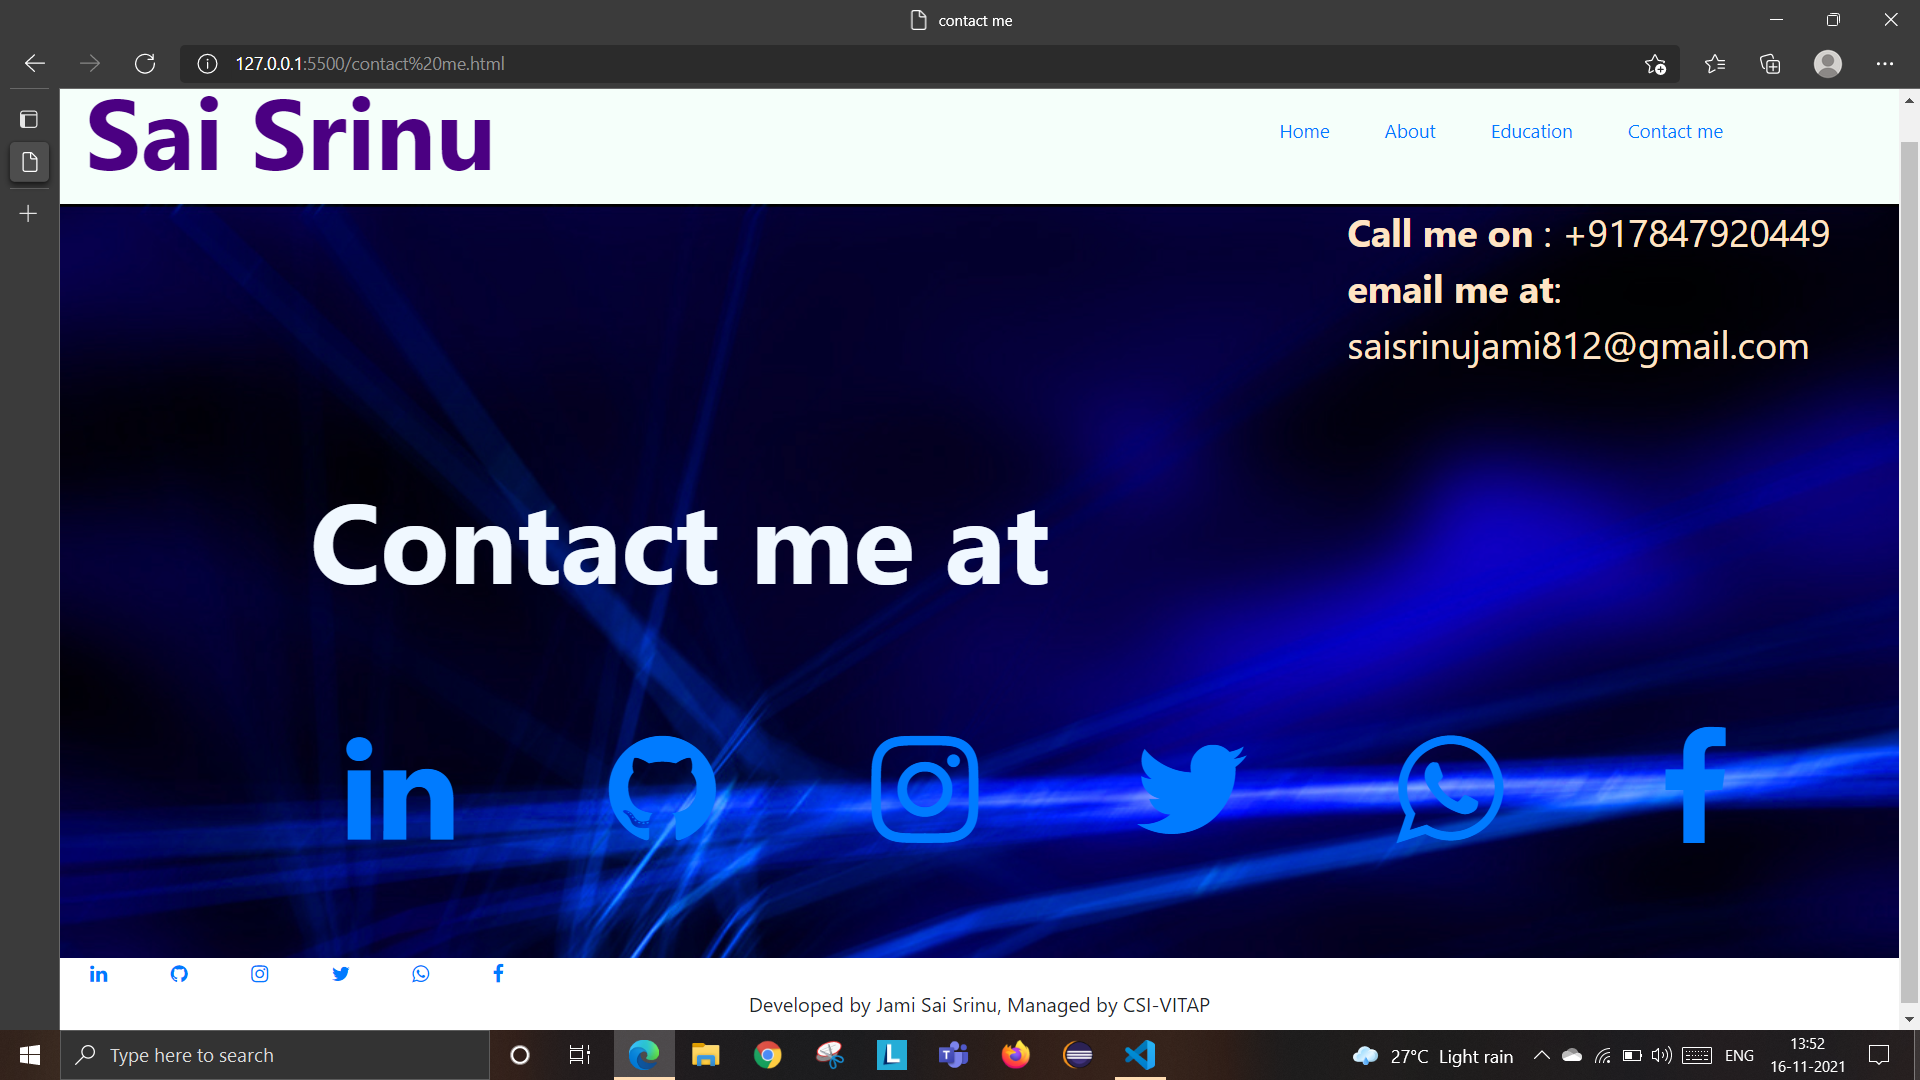 contact me
127.0.0.1:5500/contact%20me.html
Sai Srinu
Home About Education Contact me
Call me on : +917847920449
email me at:
saisrinujami812@gmail.com
Contact me at
Developed by Jami Sai Srinu, Managed by CSI-VITAP
Type here to search
27°C Light rain
ENG
13:52
16-11-2021